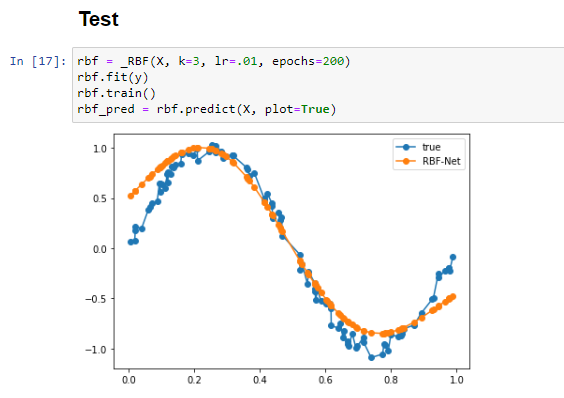 Test
In [17]: rbf = _RBF(X, k=3, lr=.01, epochs=200)
rbf.fit(y)
rbf.train()
rbf_pred = rbf.predict(X, plot=True)
true
RBF-Net
1.0
0.5
0.0
−0.5
−1.0
0.0 0.2 0.4 0.6 0.8 1.0